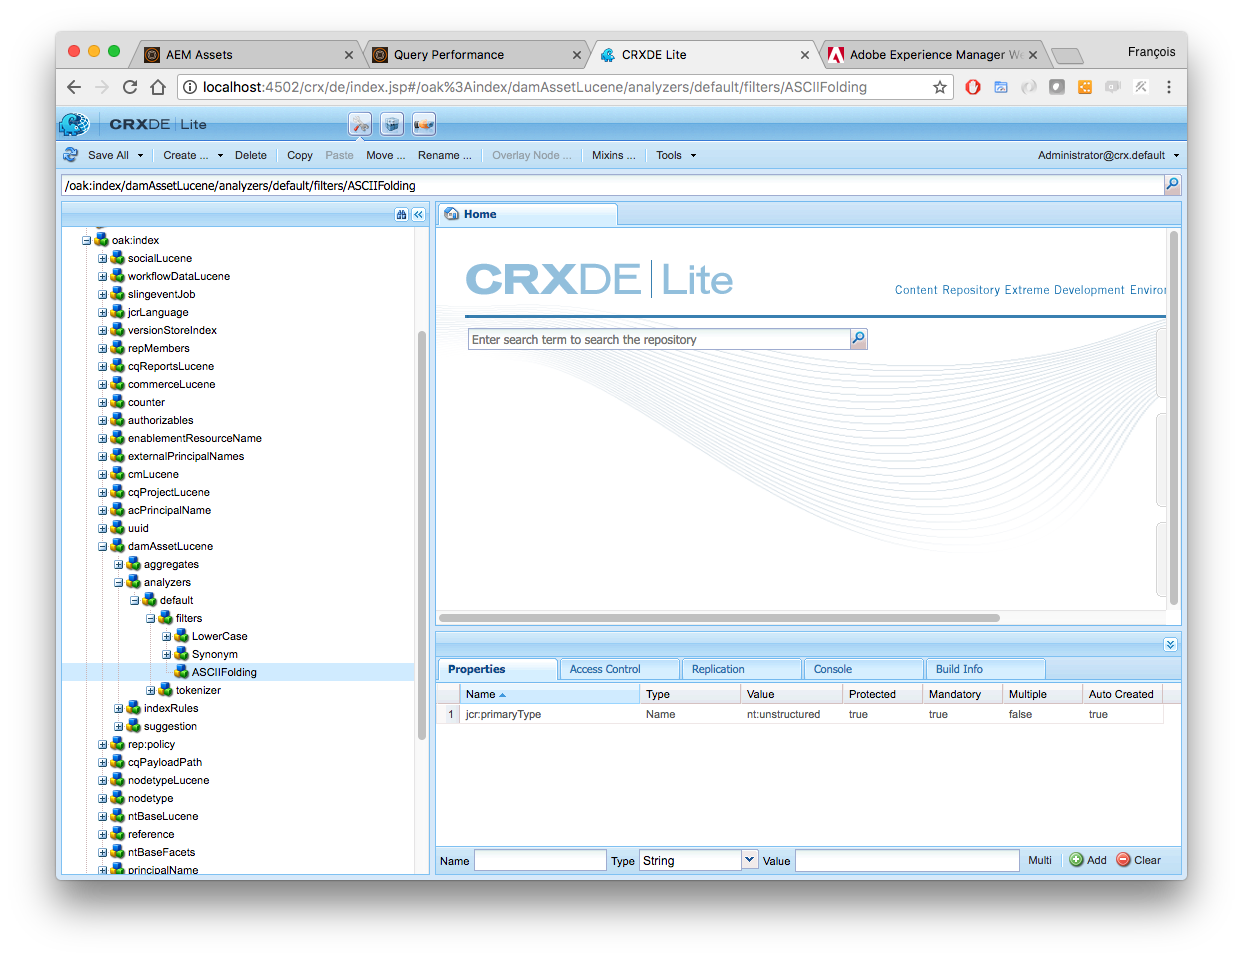 AEM Assets
Query Performance
CRXDE Lite
Adobe Experience Manager We
François
localhost:4502/crx/de/index.jsp#/oak%3Aindex/damAssetLucene/analyzers/default/filters/ASCIIFolding
CRXDE | Lite
Save All
Create ...
Delete
Copy
Paste
Move ...
Rename ...
Overlay Node ...
Mixins ...
Tools
Administrator@crx.default
/oak:index/damAssetLucene/analyzers/default/filters/ASCIIFolding
oak:index
socialLucene
workflowDataLucene
slingeventJob
jcrLanguage
versionStoreIndex
repMembers
cqReportsLucene
commerceLucene
counter
authorizables
enablementResourceName
externalPrincipalNames
cmLucene
cqProjectLucene
acPrincipalName
uuid
damAssetLucene
aggregates
analyzers
default
filters
LowerCase
Synonym
ASCIIFolding
tokenizer
indexRules
suggestion
rep:policy
cqPayloadPath
nodetypeLucene
nodetype
ntBaseLucene
reference
ntBaseFacets
principalName
Home
CRXDE | Lite
Content Repository Extreme Development Enviror
Enter search term to search the repository
Properties
Access Control
Replication
Console
Build Info
Name Type Value Protected Mandatory Multiple Auto Created
1 jcr:primaryType Name nt:unstructured true true false true
Name
Type String
Value
Multi
Add
Clear